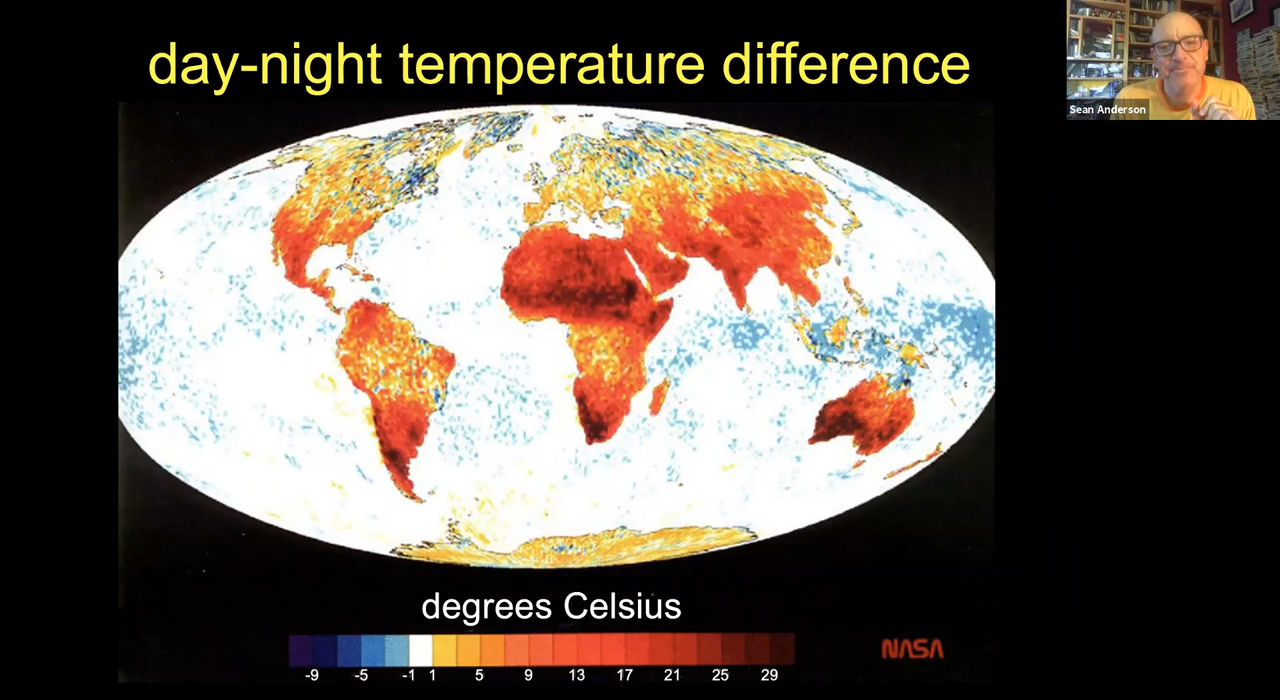 day-night temperature difference
Sean Anderson
degrees Celsius
-9 -5 -1 1 5 9 13 17 21 25 29
NASA